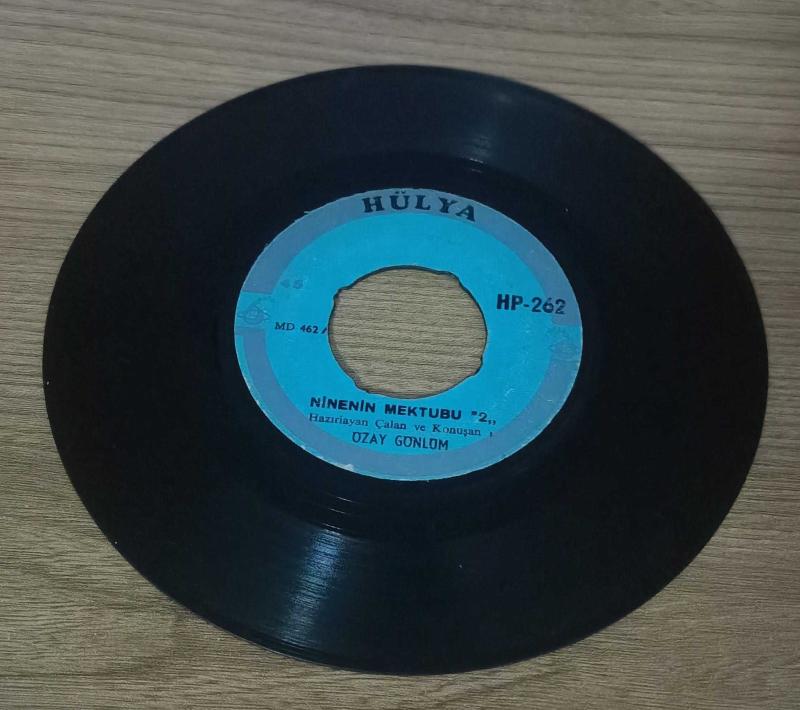 HÜLYA
45
HP-262
MD 462
NİNENİN MEKTUBU "2,,
Hazırlayan Çalan ve Konuşan :
ÖZAY GÖNLÜM